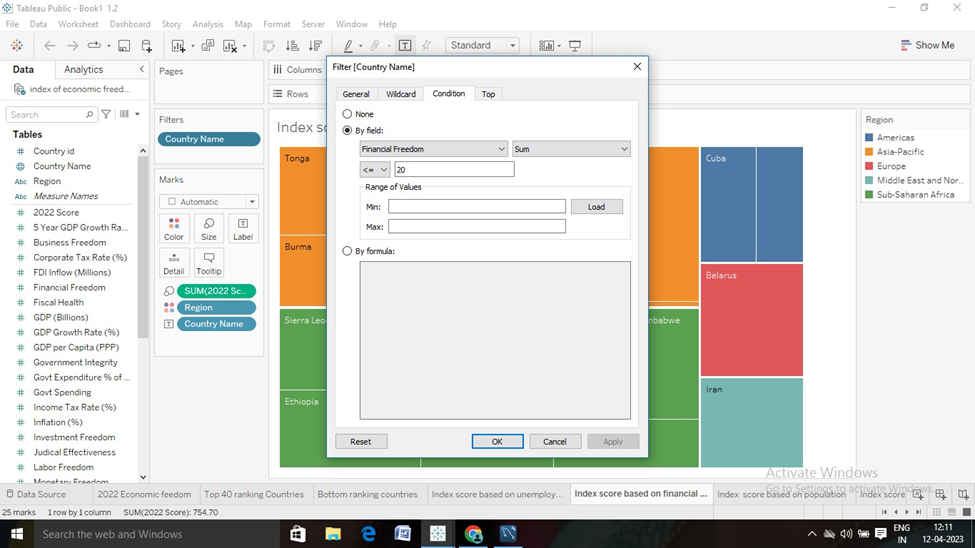 Tableau Public - Book1 1.2
File Data Worksheet Dashboard Story Analysis Map Format Server Window Help
Standard
Show Me
Data Analytics
index of economic freed...
Search
Tables
Country id
Country Name
Region
Measure Names
2022 Score
5 Year GDP Growth Ra...
Business Freedom
Corporate Tax Rate (%)
FDI Inflow (Millions)
Financial Freedom
Fiscal Health
GDP (Billions)
GDP Growth Rate (%)
GDP per Capita (PPP)
Government Integrity
Govt Expenditure % of ...
Govt Spending
Income Tax Rate (%)
Inflation (%)
Investment Freedom
Judical Effectiveness
Labor Freedom
Monetary Freedom
Pages
Filters
Country Name
Marks
Automatic
Color Size Label
Detail Tooltip
SUM(2022 Sc..
Region
Country Name
Columns
Rows
Index sc
Tonga
Burma
Sierra Leo
Ethiopia
Filter [Country Name]
General Wildcard Condition Top
None
By field:
Financial Freedom Sum
<= 20
Range of Values
Min: Load
Max:
By formula:
Reset OK Cancel Apply
nbabwe
Cuba
Belarus
Iran
Region
Americas
Asia-Pacific
Europe
Middle East and Nor..
Sub-Saharan Africa
Activate Windows
Go to Settings to activate Windows.
Data Source 2022 Economic feedom Top 40 ranking Countries Bottom ranking countries Index score based on unemploy... Index score based on financial ... Index score based on population Index score
25 marks 1 row by 1 column SUM(2022 Score): 754.70
Search the web and Windows
ENG
IN
12:11
12-04-2023